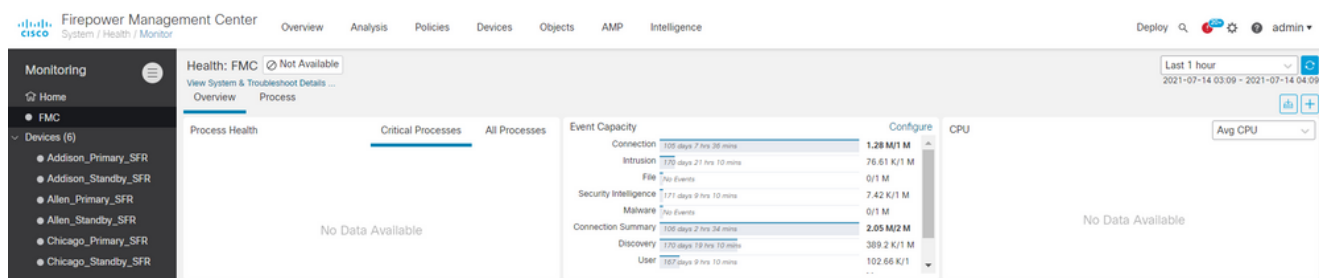 Firepower Management Center
CISCO System / Health / Monitor
Overview Analysis Policies Devices Objects AMP Intelligence
Deploy 20+ admin
Monitoring
Home
FMC
Devices (6)
Addison_Primary_SFR
Addison_Standby_SFR
Allen_Primary_SFR
Allen_Standby_SFR
Chicago_Primary_SFR
Chicago_Standby_SFR
Health: FMC Not Available
View System & Troubleshoot Details ...
Overview Process
Last 1 hour
2021-07-14 03:09 - 2021-07-14 04:09
Process Health Critical Processes All Processes
No Data Available
Event Capacity Configure
Connection 105 days 7 hrs 36 mins 1.28 M/1 M
Intrusion 170 days 21 hrs 10 mins 76.61 K/1 M
File No Events 0/1 M
Security Intelligence 171 days 9 hrs 10 mins 7.42 K/1 M
Malware No Events 0/1 M
Connection Summary 106 days 2 hrs 34 mins 2.05 M/2 M
Discovery 170 days 19 hrs 10 mins 389.2 K/1 M
User 167 days 9 hrs 10 mins 102.66 K/1
CPU Avg CPU
No Data Available